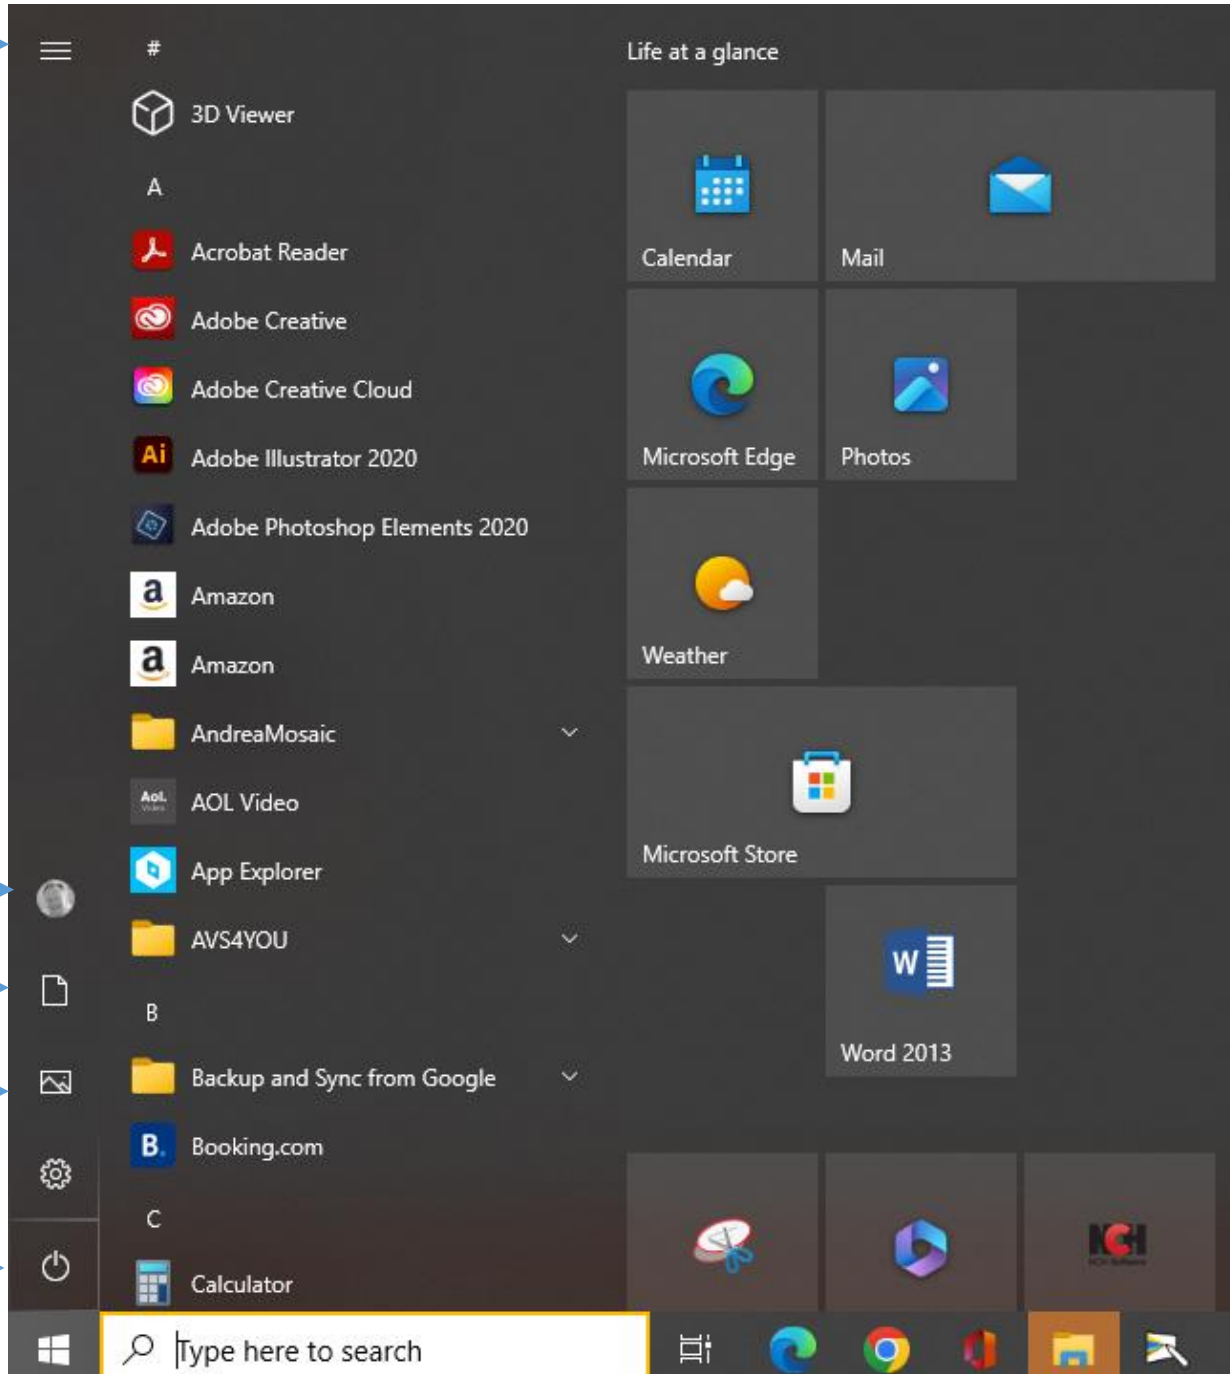 #
3D Viewer
A
Acrobat Reader
Adobe Creative
Adobe Creative Cloud
Ai
Adobe Illustrator 2020
Adobe Photoshop Elements 2020
a
Amazon
a
Amazon
AndreaMosaic
Aol.
AOL Video
App Explorer
AVS4YOU
B
Backup and Sync from Google
B.
Booking.com
C
Calculator
Type here to search
Life at a glance
Calendar
Mail
Microsoft Edge
Photos
Weather
Microsoft Store
W
Word 2013
NCH